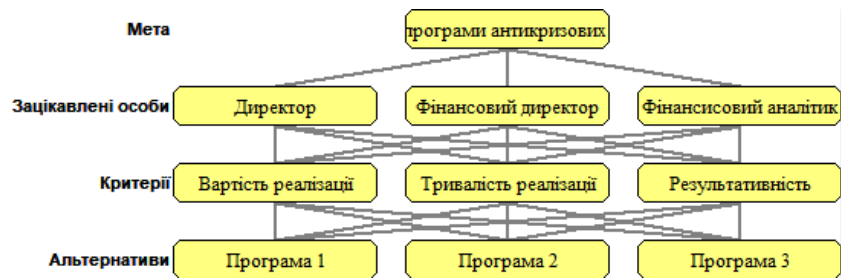 Мета
програми антикризових
Зацікавлені особи
Директор
Фінансовий директор
Фінансисовий аналітик
Критерії
Вартість реалізації
Тривалість реалізації
Результативність
Альтернативи
Програма 1
Програма 2
Програма 3